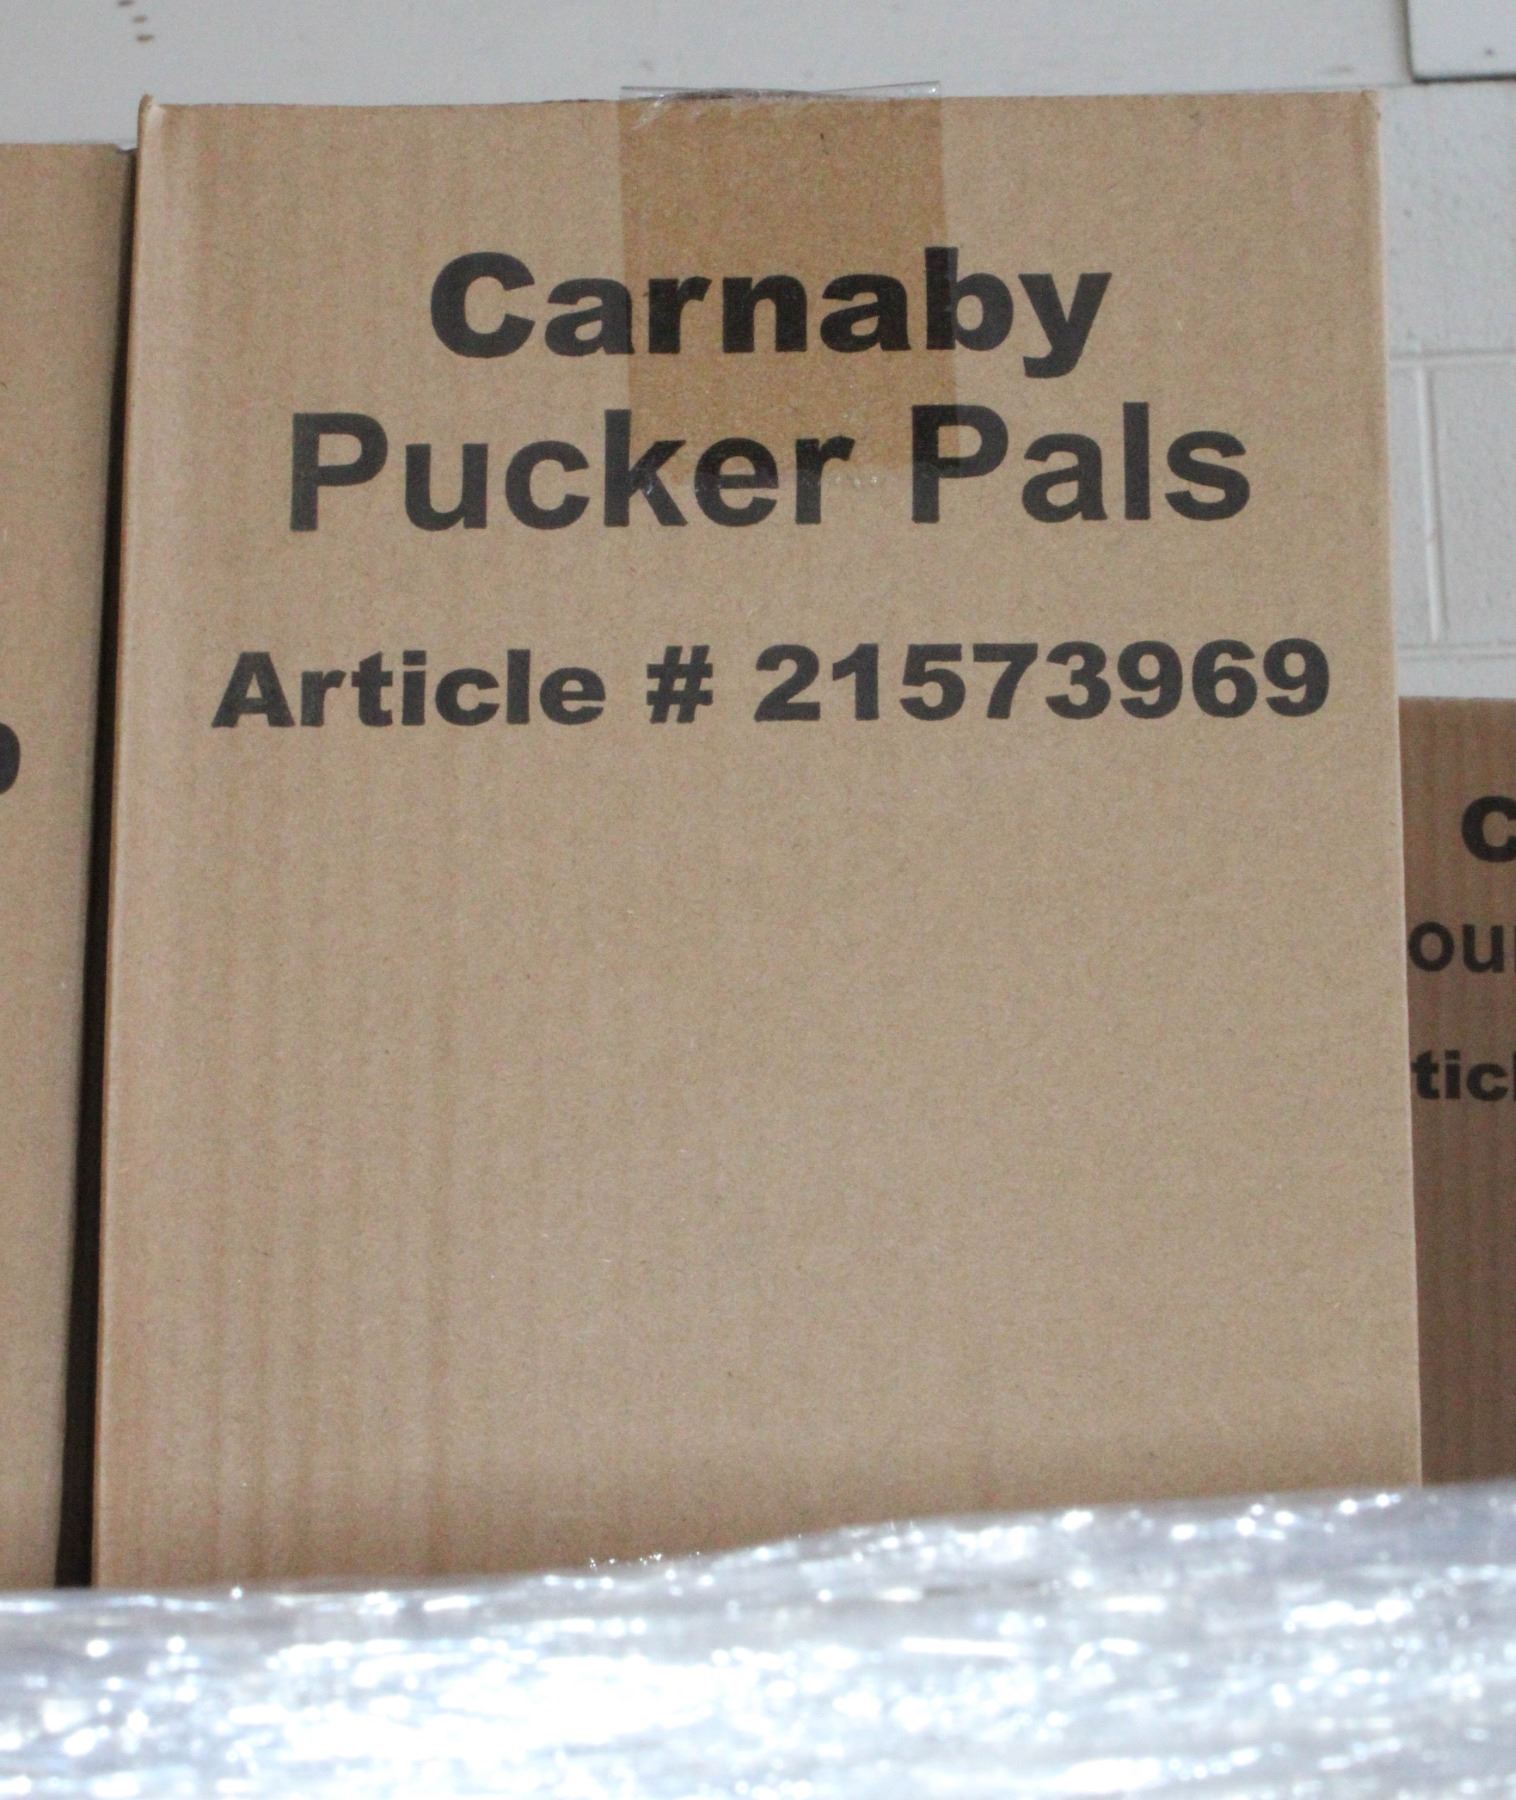 Carnaby
Pucker Pals
Article # 21573969